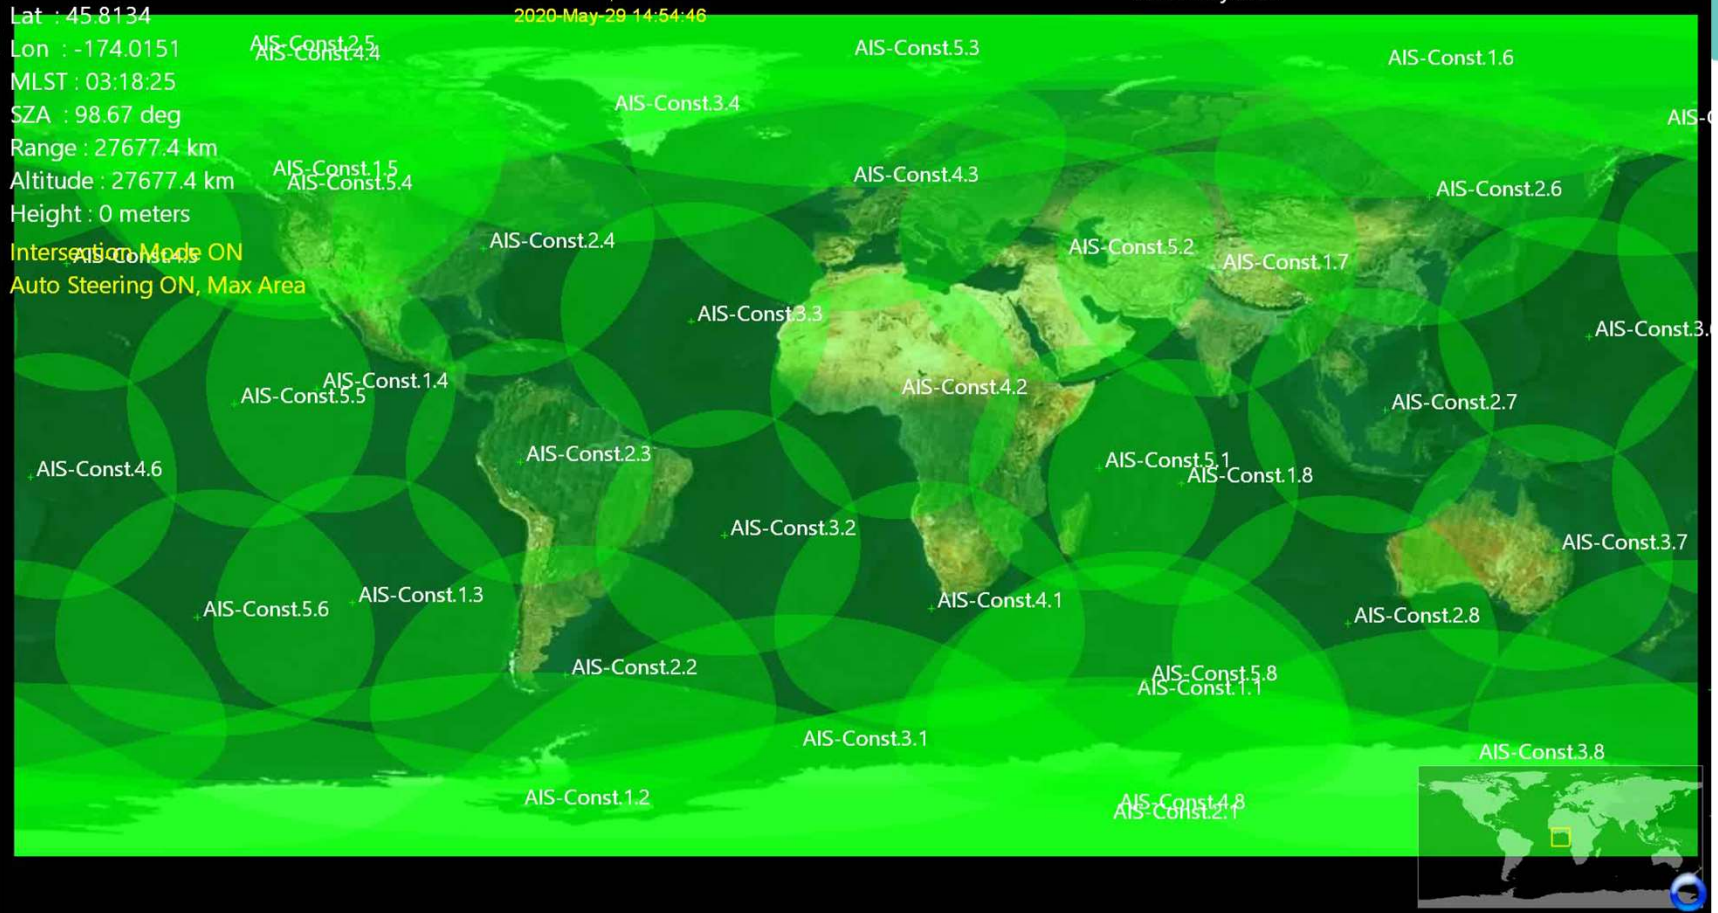 Lat : 45.8134
2020-May-29 14:54:46
Lon : -174.0151
AIS-Const.2.5
AIS-Const.4.4
AIS-Const.5.3
AIS-Const.1.6
MLST : 03:18:25
SZA : 98.67 deg
AIS-Const.3.4
AIS-
Range : 27677.4 km
AIS-Const.1.5
AIS-Const.4.3
Altitude : 27677.4 km
AIS-Const.5.4
AIS-Const.2.6
Height : 0 meters
AIS-Const.2.4
AIS-Const.5.2
Intersection Mode ON
AIS-Const.4.5
AIS-Const.1.7
Auto Steering ON, Max Area
AIS-Const.3.3
AIS-Const.3.
AIS-Const.1.4
AIS-Const.4.2
AIS-Const.5.5
AIS-Const.2.7
AIS-Const.2.3
AIS-Const.5.1
AIS-Const.4.6
AIS-Const.1.8
AIS-Const.3.2
AIS-Const.3.7
AIS-Const.1.3
AIS-Const.4.1
AIS-Const.5.6
AIS-Const.2.8
AIS-Const.2.2
AIS-Const.5.8
AIS-Const.1.1
AIS-Const.3.1
AIS-Const.3.8
AIS-Const.1.2
AIS-Const.4.8
AIS-Const.2.1